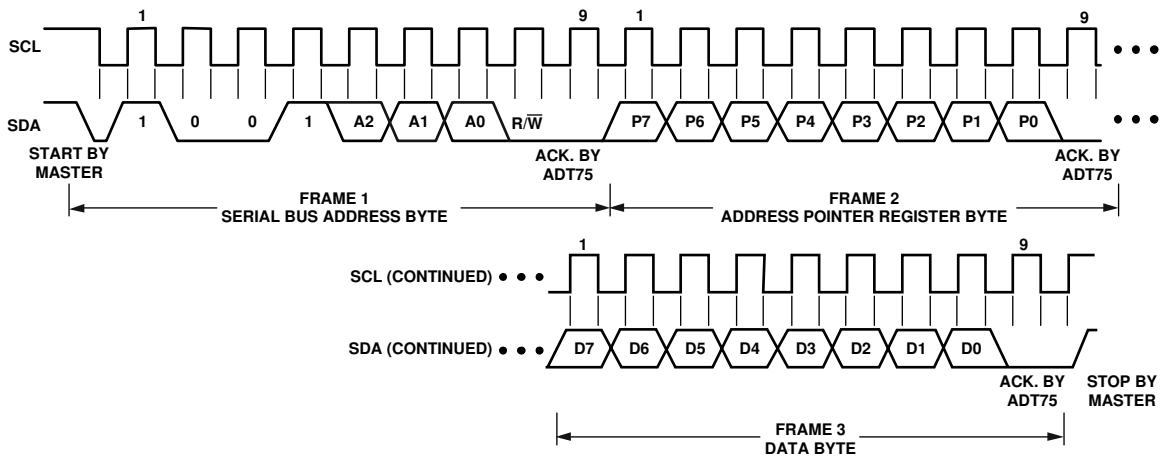 1 9 1 9
SCL
SDA 1 0 0 1 A2 A1 A0 R/W̅ P7 P6 P5 P4 P3 P2 P1 P0
START BY
MASTER
ACK. BY
ADT75
ACK. BY
ADT75
FRAME 1
SERIAL BUS ADDRESS BYTE
FRAME 2
ADDRESS POINTER REGISTER BYTE
1 9
SCL (CONTINUED)
SDA (CONTINUED) D7 D6 D5 D4 D3 D2 D1 D0
ACK. BY
ADT75
STOP BY
MASTER
FRAME 3
DATA BYTE